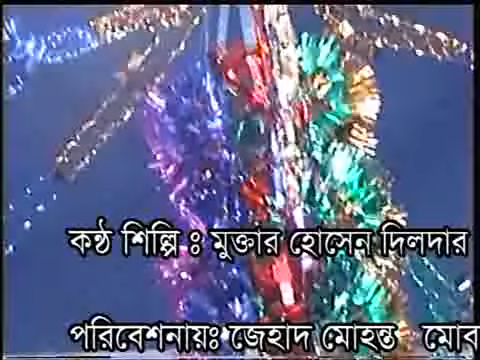 কন্ঠ শিল্পি ঃ মুক্তার হোসেন দিলদার
পরিবেশনায়ঃ জেহাদ মোহন্ত মোব